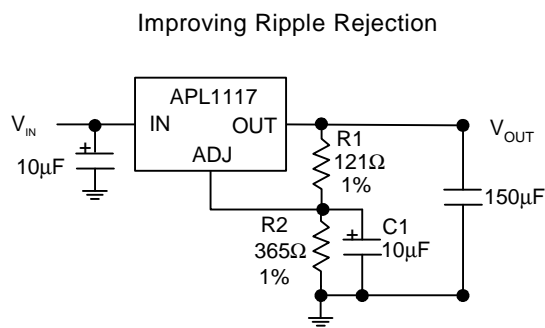 Improving Ripple Rejection
APL1117
V_IN
IN
OUT
V_OUT
ADJ
10µF
R1
121Ω
1%
150µF
R2
365Ω
1%
C1
10µF
+
+